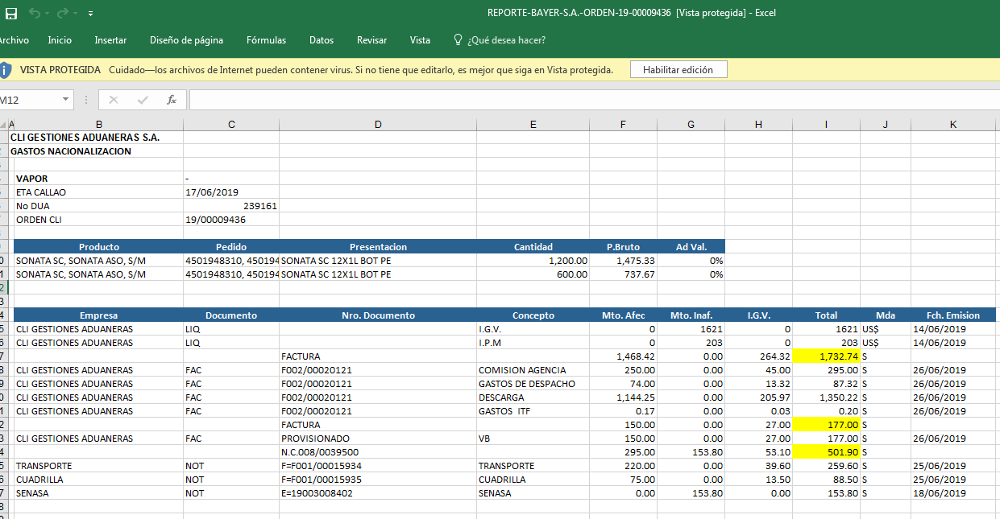 REPORTE-BAYER-S.A.-ORDEN-19-00009436 [Vista protegida] - Excel
Archivo Inicio Insertar Diseño de página Fórmulas Datos Revisar Vista ¿Qué desea hacer?
VISTA PROTEGIDA Cuidado—los archivos de Internet pueden contener virus. Si no tiene que editarlo, es mejor que siga en Vista protegida. Habilitar edición
M12 fx
A B C D E F G H I J K
CLI GESTIONES ADUANERAS S.A.
GASTOS NACIONALIZACION
VAPOR -
ETA CALLAO 17/06/2019
No DUA 239161
ORDEN CLI 19/00009436
Producto Pedido Presentacion Cantidad P.Bruto Ad Val.
SONATA SC, SONATA ASO, S/M 4501948310, 45019 SONATA SC 12X1L BOT PE 1,200.00 1,475.33 0%
SONATA SC, SONATA ASO, S/M 4501948310, 45019 SONATA SC 12X1L BOT PE 600.00 737.67 0%
Empresa Documento Nro. Documento Concepto Mto. Afec Mto. Inaf. I.G.V. Total Mda Fch. Emision
CLI GESTIONES ADUANERAS LIQ I.G.V. 0 1621 0 1621 US$ 14/06/2019
CLI GESTIONES ADUANERAS LIQ I.P.M 0 203 0 203 US$ 14/06/2019
FACTURA 1,468.42 0.00 264.32 1,732.74 S
CLI GESTIONES ADUANERAS FAC F002/00020121 COMISION AGENCIA 250.00 0.00 45.00 295.00 S 26/06/2019
CLI GESTIONES ADUANERAS FAC F002/00020121 GASTOS DE DESPACHO 74.00 0.00 13.32 87.32 S 26/06/2019
CLI GESTIONES ADUANERAS FAC F002/00020121 DESCARGA 1,144.25 0.00 205.97 1,350.22 S 26/06/2019
CLI GESTIONES ADUANERAS FAC F002/00020121 GASTOS ITF 0.17 0.00 0.03 0.20 S 26/06/2019
FACTURA 150.00 0.00 27.00 177.00 S
CLI GESTIONES ADUANERAS FAC PROVISIONADO VB 150.00 0.00 27.00 177.00 S 26/06/2019
N.C.008/0039500 295.00 153.80 53.10 501.90 S
TRANSPORTE NOT F=F001/00015934 TRANSPORTE 220.00 0.00 39.60 259.60 S 25/06/2019
CUADRILLA NOT F=F001/00015935 CUADRILLA 75.00 0.00 13.50 88.50 S 25/06/2019
SENASA NOT E=19003008402 SENASA 0.00 153.80 0.00 153.80 S 18/06/2019